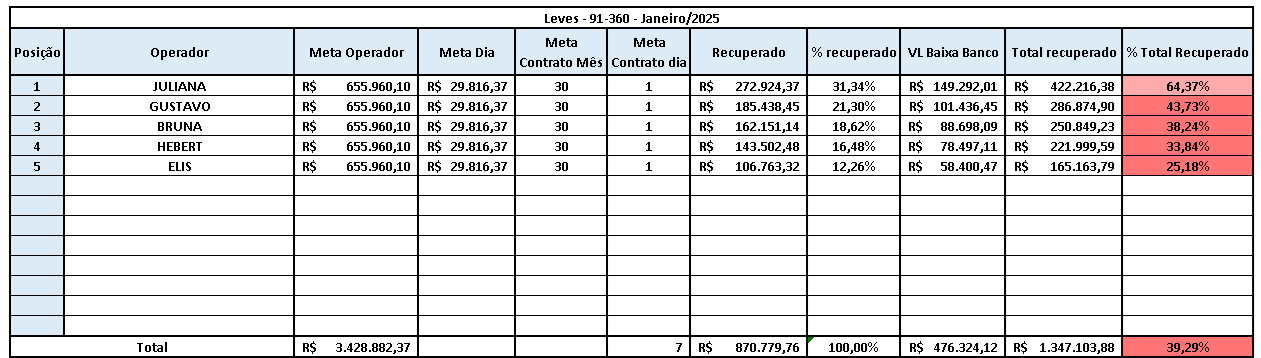 Leves - 91-360 - Janeiro/2025
Posição Operador Meta Operador Meta Dia Meta Contrato Mês Meta Contrato dia Recuperado % recuperado VL Baixa Banco Total recuperado % Total Recuperado
1 JULIANA R$ 655.960,10 R$ 29.816,37 30 1 R$ 272.924,37 31,34% R$ 149.292,01 R$ 422.216,38 64,37%
2 GUSTAVO R$ 655.960,10 R$ 29.816,37 30 1 R$ 185.438,45 21,30% R$ 101.436,45 R$ 286.874,90 43,73%
3 BRUNA R$ 655.960,10 R$ 29.816,37 30 1 R$ 162.151,14 18,62% R$ 88.698,09 R$ 250.849,23 38,24%
4 HEBERT R$ 655.960,10 R$ 29.816,37 30 1 R$ 143.502,48 16,48% R$ 78.497,11 R$ 221.999,59 33,84%
5 ELIS R$ 655.960,10 R$ 29.816,37 30 1 R$ 106.763,32 12,26% R$ 58.400,47 R$ 165.163,79 25,18%
Total R$ 3.428.882,37 7 R$ 870.779,76 100,00% R$ 476.324,12 R$ 1.347.103,88 39,29%